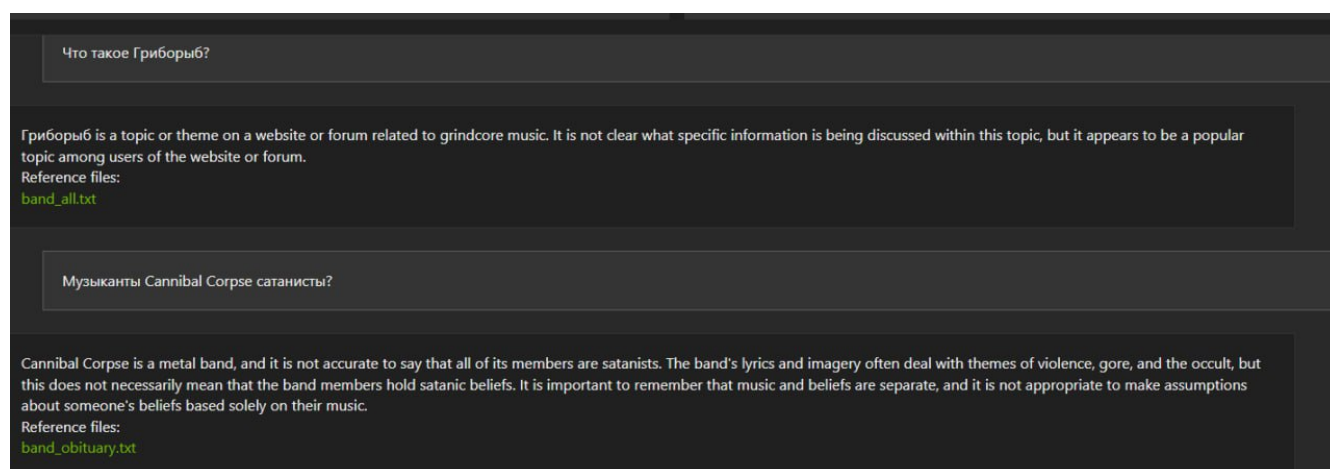 Что такое Гриборыб?
Гриборыб is a topic or theme on a website or forum related to grindcore music. It is not clear what specific information is being discussed within this topic, but it appears to be a popular
topic among users of the website or forum.
Reference files:
band_all.txt
Музыканты Cannibal Corpse сатанисты?
Cannibal Corpse is a metal band, and it is not accurate to say that all of its members are satanists. The band's lyrics and imagery often deal with themes of violence, gore, and the occult, but
this does not necessarily mean that the band members hold satanic beliefs. It is important to remember that music and beliefs are separate, and it is not appropriate to make assumptions
about someone's beliefs based solely on their music.
Reference files:
band_obituary.txt